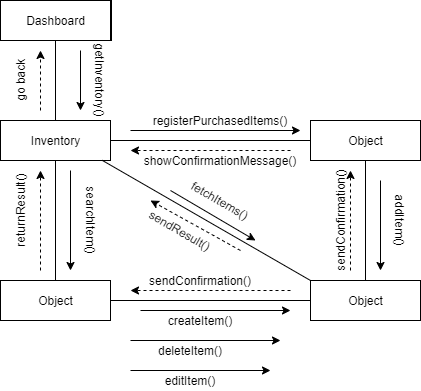 Dashboard
go back
getInventory()
registerPurchasedItems()
Inventory
Object
showConfirmationMessage()
returnResult()
searchItem()
fetchItems()
sendResult()
sendConfirmation()
addItem()
sendConfirmation()
Object
Object
createItem()
deleteItem()
editItem()